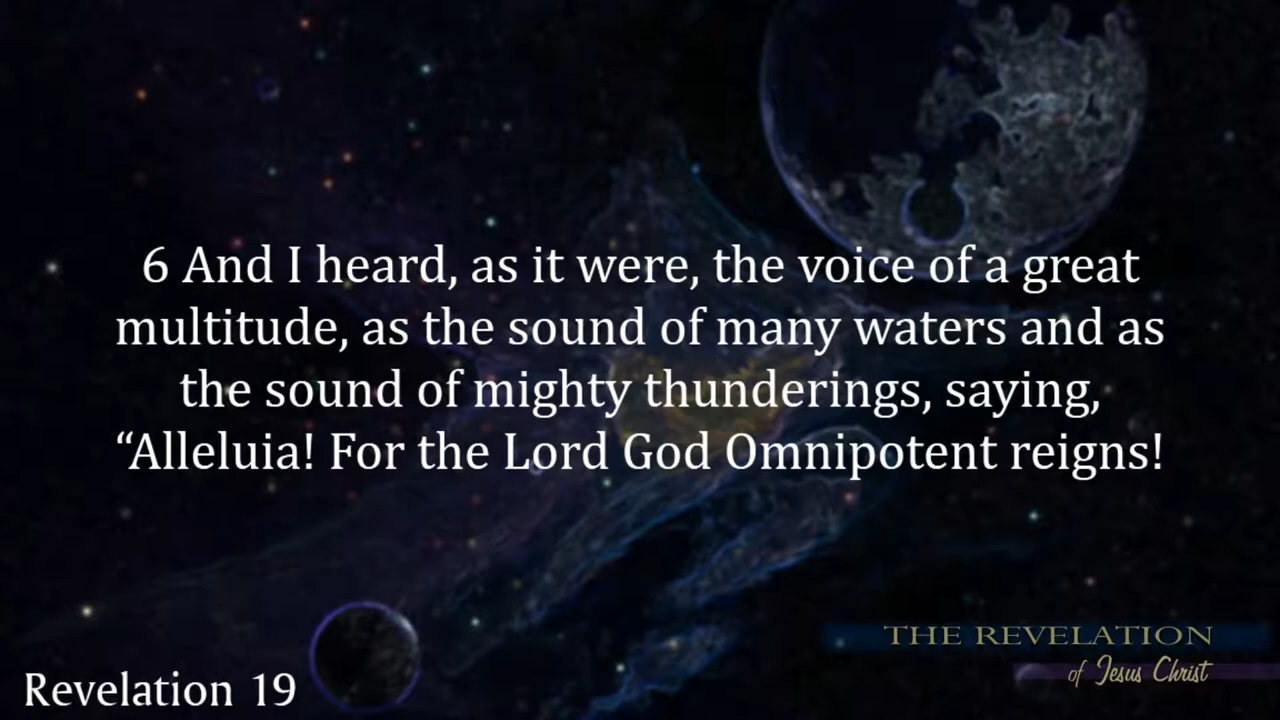 6 And I heard, as it were, the voice of a great
multitude, as the sound of many waters and as
the sound of mighty thunderings, saying,
“Alleluia! For the Lord God Omnipotent reigns!
THE REVELATION
of Jesus Christ
Revelation 19